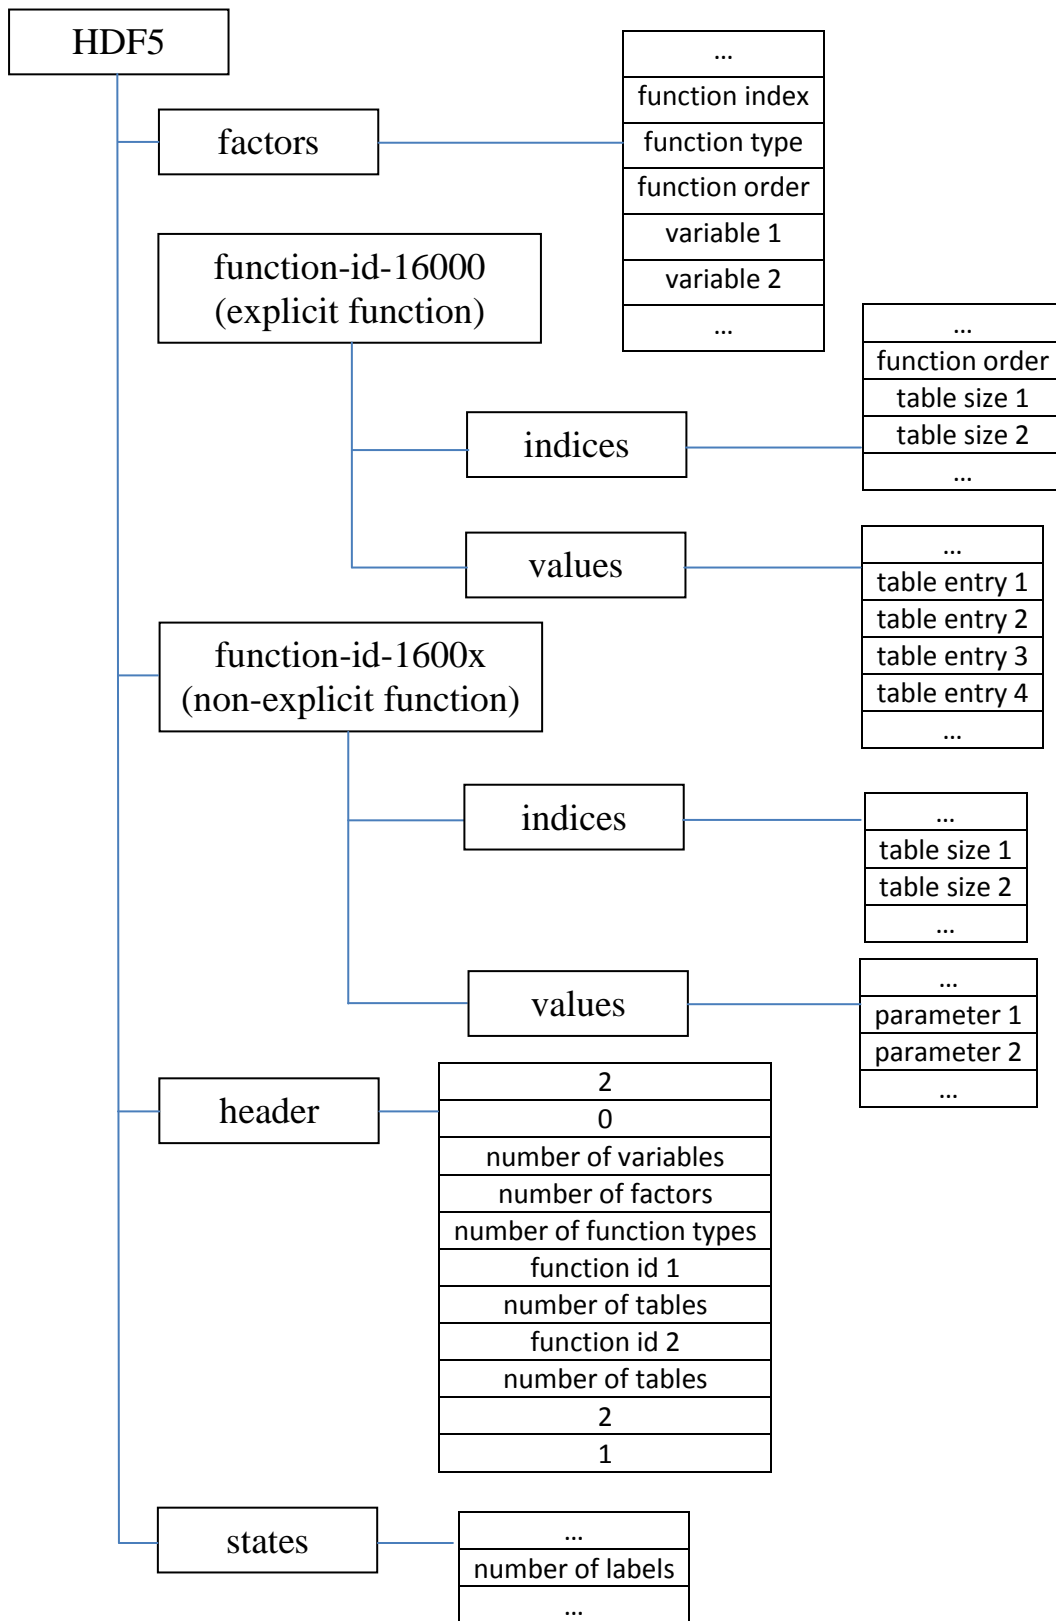 HDF5
factors
...
function index
function type
function order
variable 1
variable 2
...
function-id-16000
(explicit function)
indices
...
function order
table size 1
table size 2
...
values
...
table entry 1
table entry 2
table entry 3
table entry 4
...
function-id-1600x
(non-explicit function)
indices
...
table size 1
table size 2
...
values
...
parameter 1
parameter 2
...
header
2
0
number of variables
number of factors
number of function types
function id 1
number of tables
function id 2
number of tables
2
1
states
...
number of labels
...